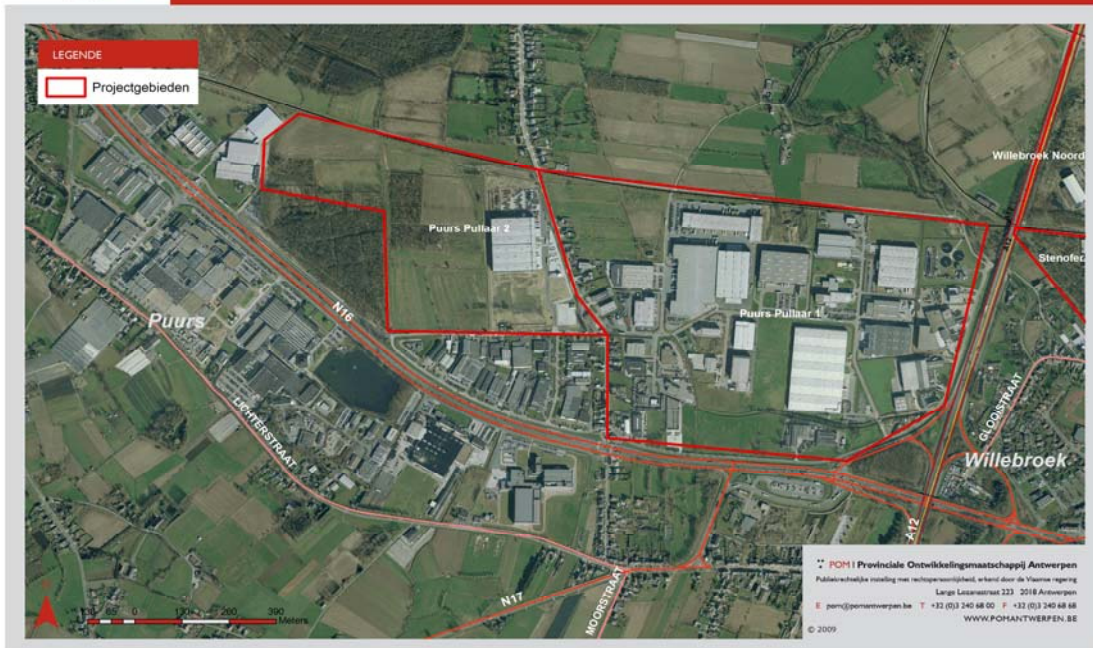 LEGENDE
Projectgebieden
Willebroek Noord
Puurs Pullaar 2
Stenofer
Puurs Pullaar 1
Puurs
N16
LICHTERSTRAAT
GLOOISTRAAT
Willebroek
A12
A12
N17
MOORSTRAAT
130 65 0 130 260 390
Meters
POM | Provinciale Ontwikkelingsmaatschappij Antwerpen
Publiekrechtelijke instelling met rechtspersoonlijkheid, erkend door de Vlaamse regering
Lange Lozanastraat 223 2018 Antwerpen
E pom@pomantwerpen.be T +32 (0)3 240 68 00 F +32 (0)3 240 68 68
WWW.POMANTWERPEN.BE
© 2009